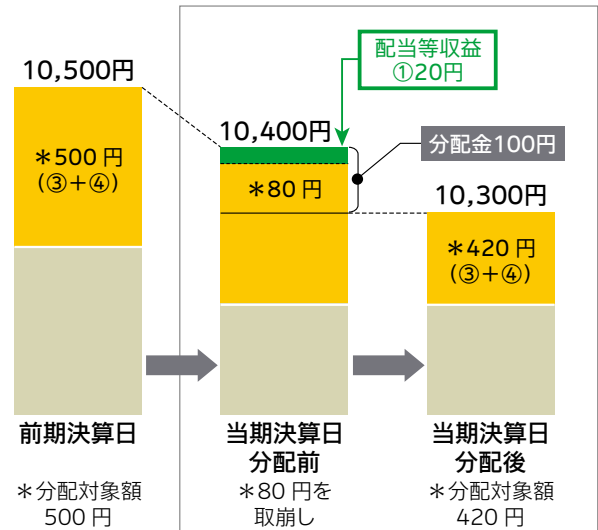 配当等収益
①20円
10,500円
10,400円
分配金100円
＊500 円
(③＋④)
＊80 円
10,300円
＊420 円
(③＋④)
前期決算日
当期決算日
分配前
当期決算日
分配後
＊分配対象額
500 円
＊80 円を
取崩し
＊分配対象額
420 円